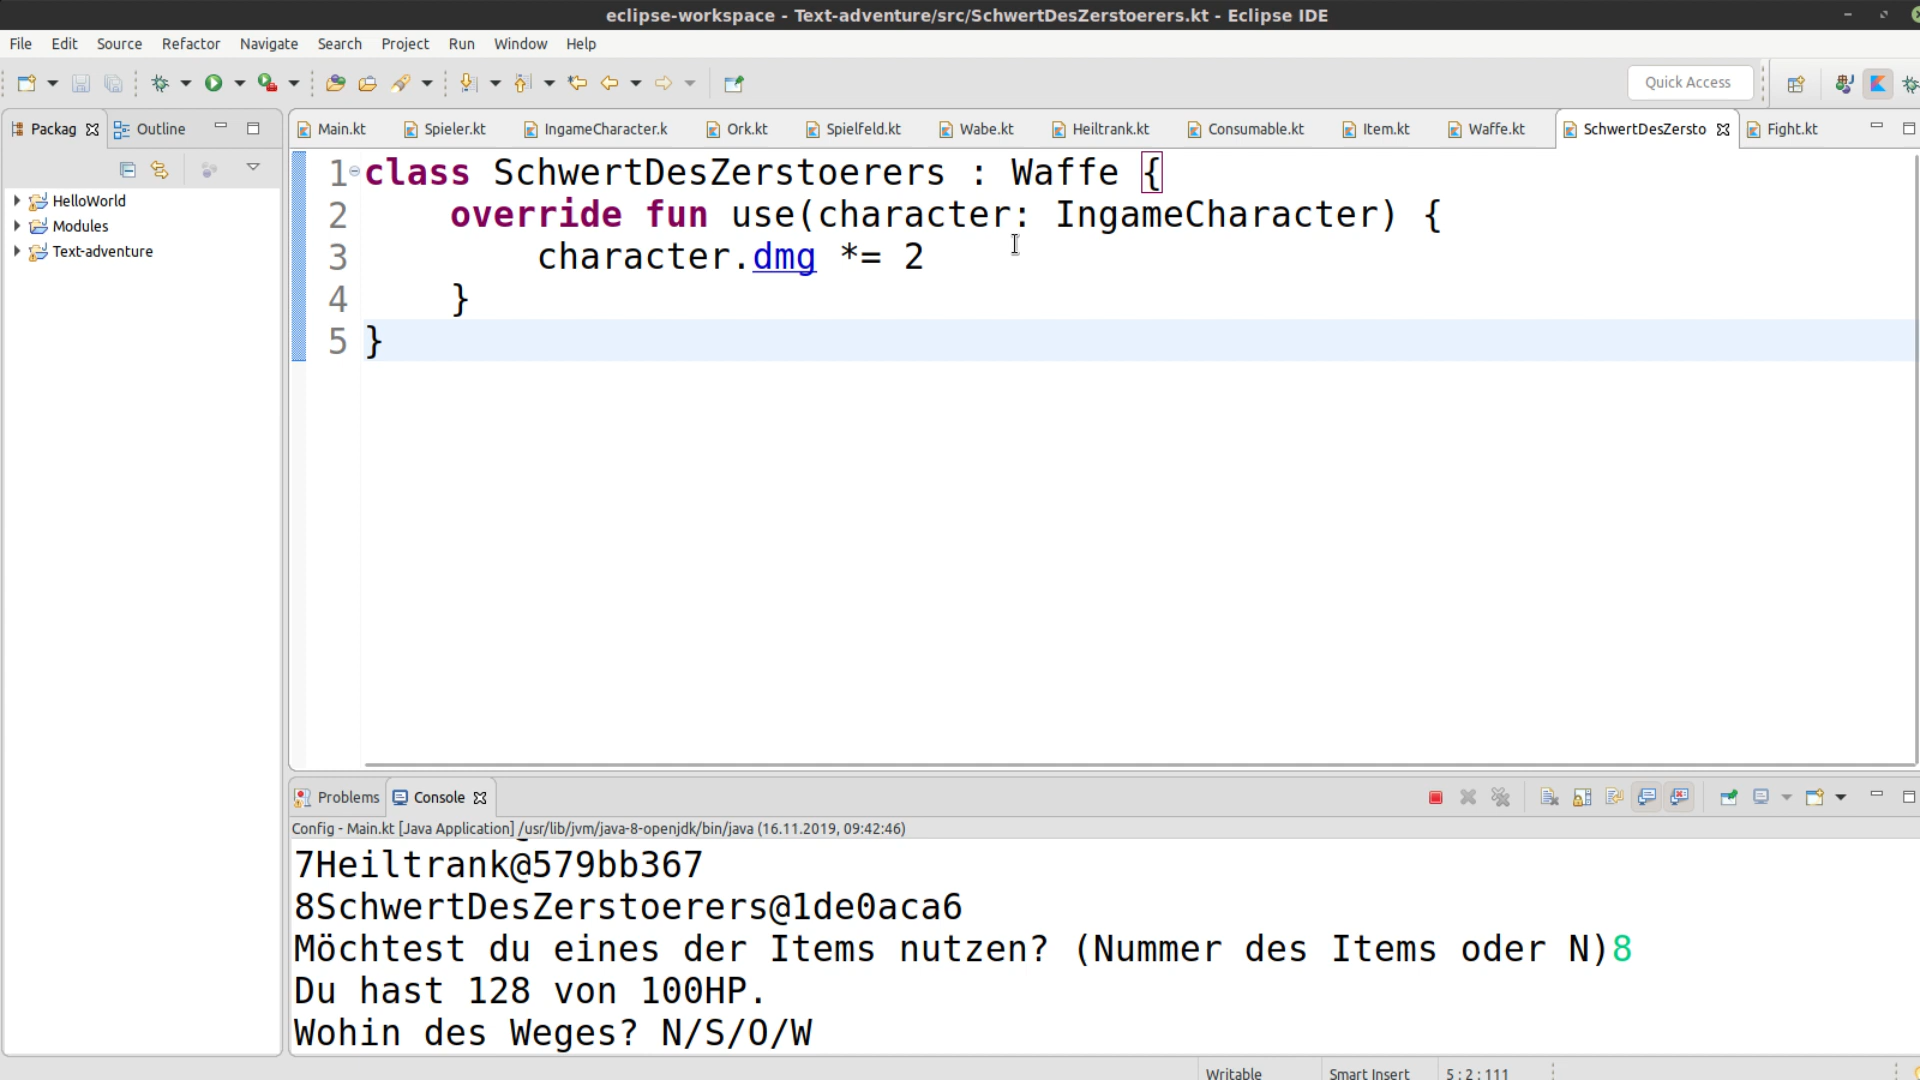 eclipse-workspace - Text-adventure/src/SchwertDesZerstoerers.kt - Eclipse IDE
File Edit Source Refactor Navigate Search Project Run Window Help
Quick Access
Packag Outline
Main.kt Spieler.kt IngameCharacter.k Ork.kt Spielfeld.kt Wabe.kt Heiltrank.kt Consumable.kt Item.kt Waffe.kt SchwertDesZersto Fight.kt
HelloWorld
Modules
Text-adventure
1 class SchwertDesZerstoerers : Waffe {
2 override fun use(character: IngameCharacter) {
3 character.dmg *= 2
4 }
5 }
Problems Console
Config - Main.kt [Java Application] /usr/lib/jvm/java-8-openjdk/bin/java (16.11.2019, 09:42:46)
7Heiltrank@579bb367
8SchwertDesZerstoerers@1de0aca6
Möchtest du eines der Items nutzen? (Nummer des Items oder N)8
Du hast 128 von 100HP.
Wohin des Weges? N/S/O/W
Writable Smart Insert 5 : 2 : 111